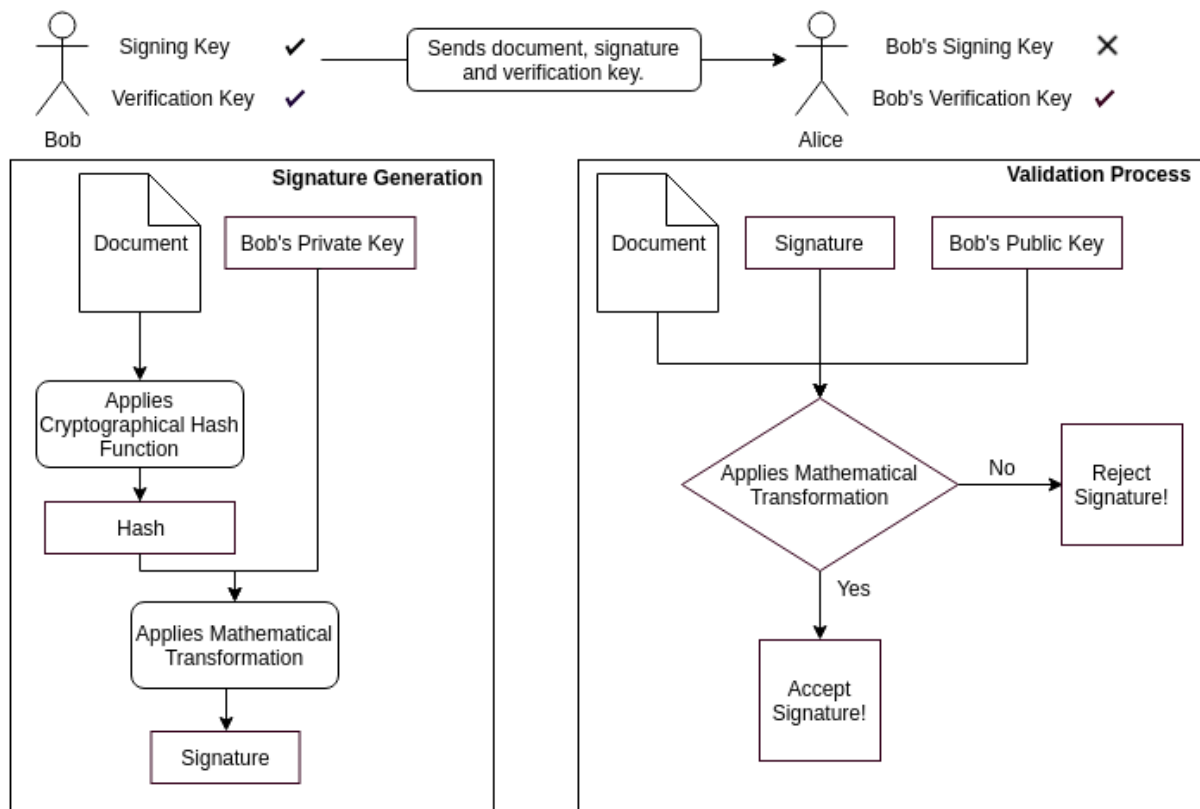 Signing Key
Verification Key
Bob
Sends document, signature
and verification key.
Bob's Signing Key
Bob's Verification Key
Alice
Signature Generation
Document
Bob's Private Key
Applies
Cryptographical Hash
Function
Hash
Applies Mathematical
Transformation
Signature
Validation Process
Document
Signature
Bob's Public Key
Applies Mathematical
Transformation
No
Reject
Signature!
Yes
Accept
Signature!